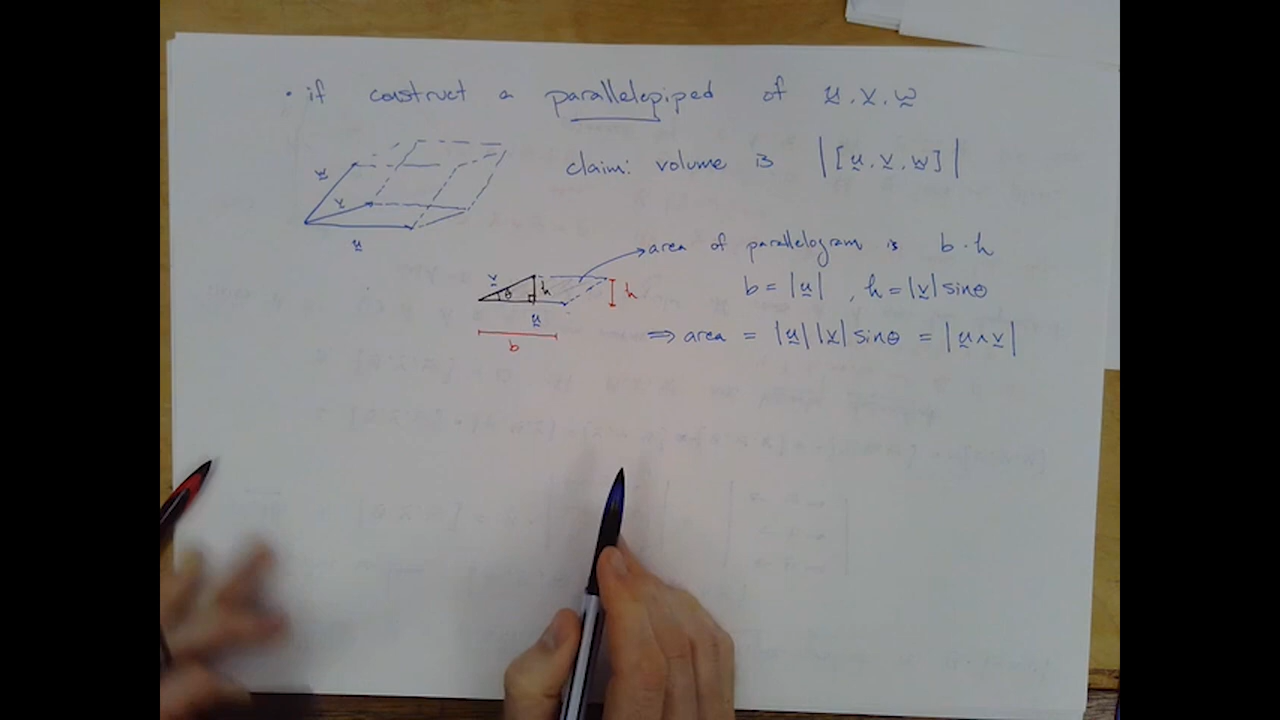 • if construct a parallelepiped of u, v, w
claim: volume is |[u, v, w]|
w
v
u
area of parallelogram is b · h
v
θ
h
h
b = |u| , h = |v| sinθ
u
⇒ area = |u| |v| sinθ = |u ∧ v|
b